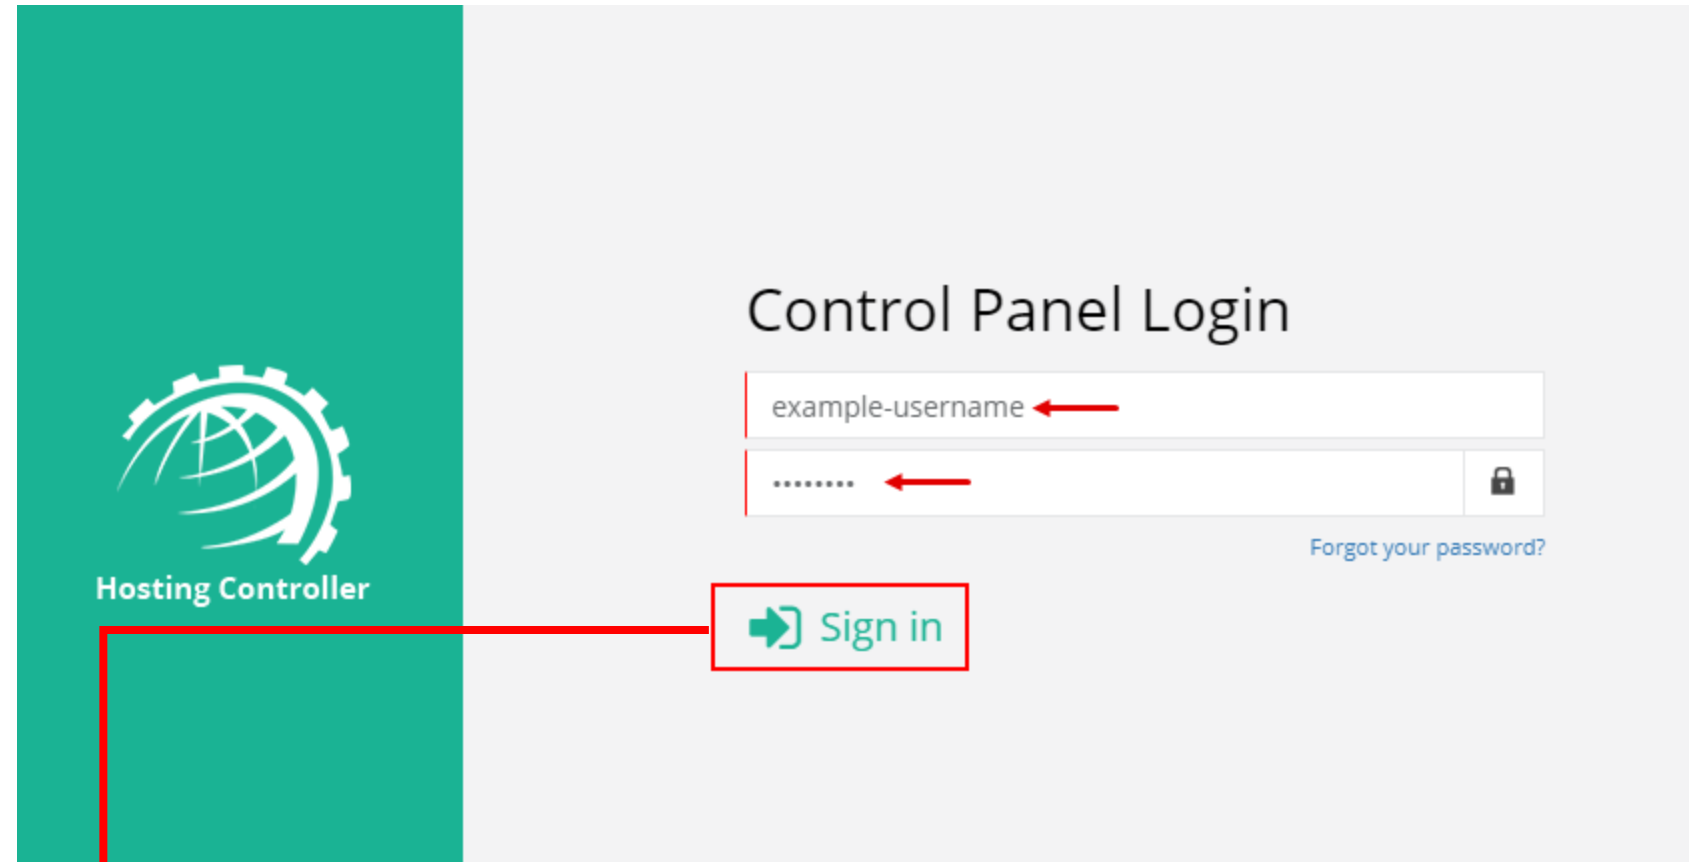 Hosting Controller
Control Panel Login
example-username
••••••••
Forgot your password?
Sign in